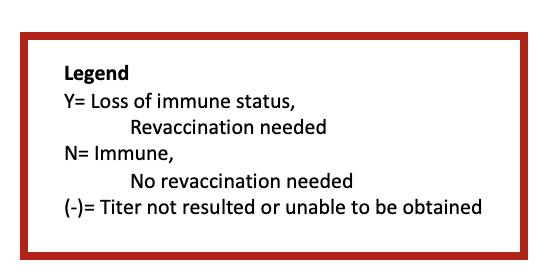 Legend
Y= Loss of immune status,
Revaccination needed
N= Immune,
No revaccination needed
(-)= Titer not resulted or unable to be obtained